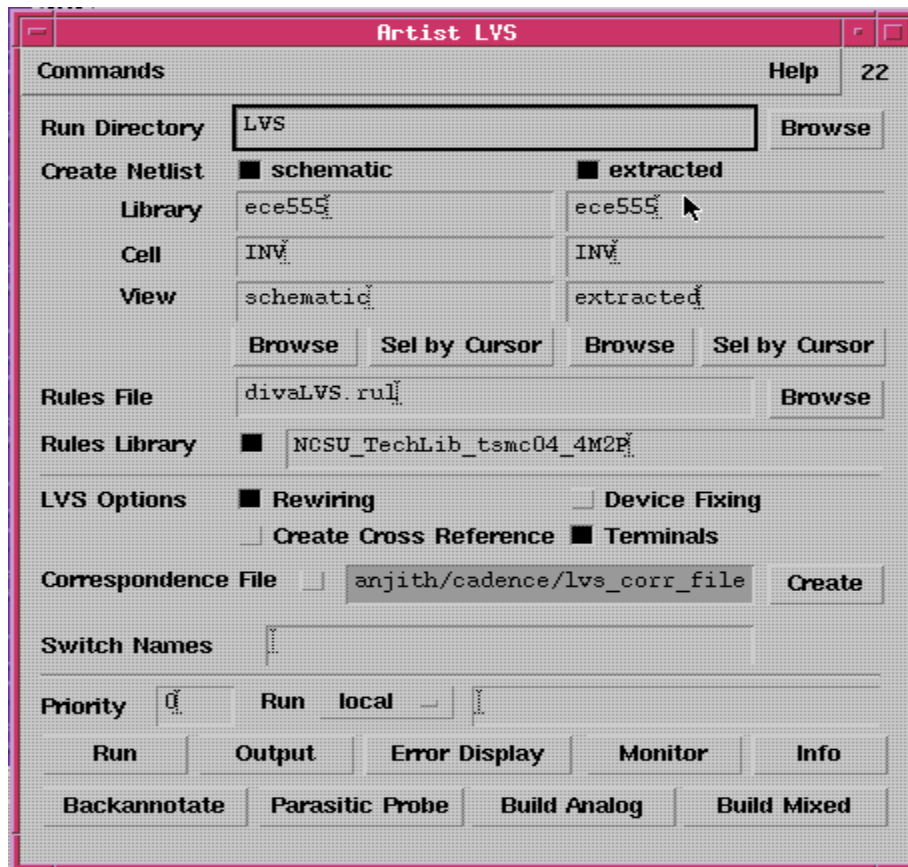 Artist LVS
Commands Help 22
Run Directory LVS Browse
Create Netlist schematic extracted
Library ece555 ece555
Cell INV INV
View schematic extracted
Browse Sel by Cursor Browse Sel by Cursor
Rules File divaLVS.rul Browse
Rules Library NCSU_TechLib_tsmc04_4M2P
LVS Options Rewiring Device Fixing
Create Cross Reference Terminals
Correspondence File anjith/cadence/lvs_corr_file Create
Switch Names
Priority 0 Run local
Run Output Error Display Monitor Info
Backannotate Parasitic Probe Build Analog Build Mixed